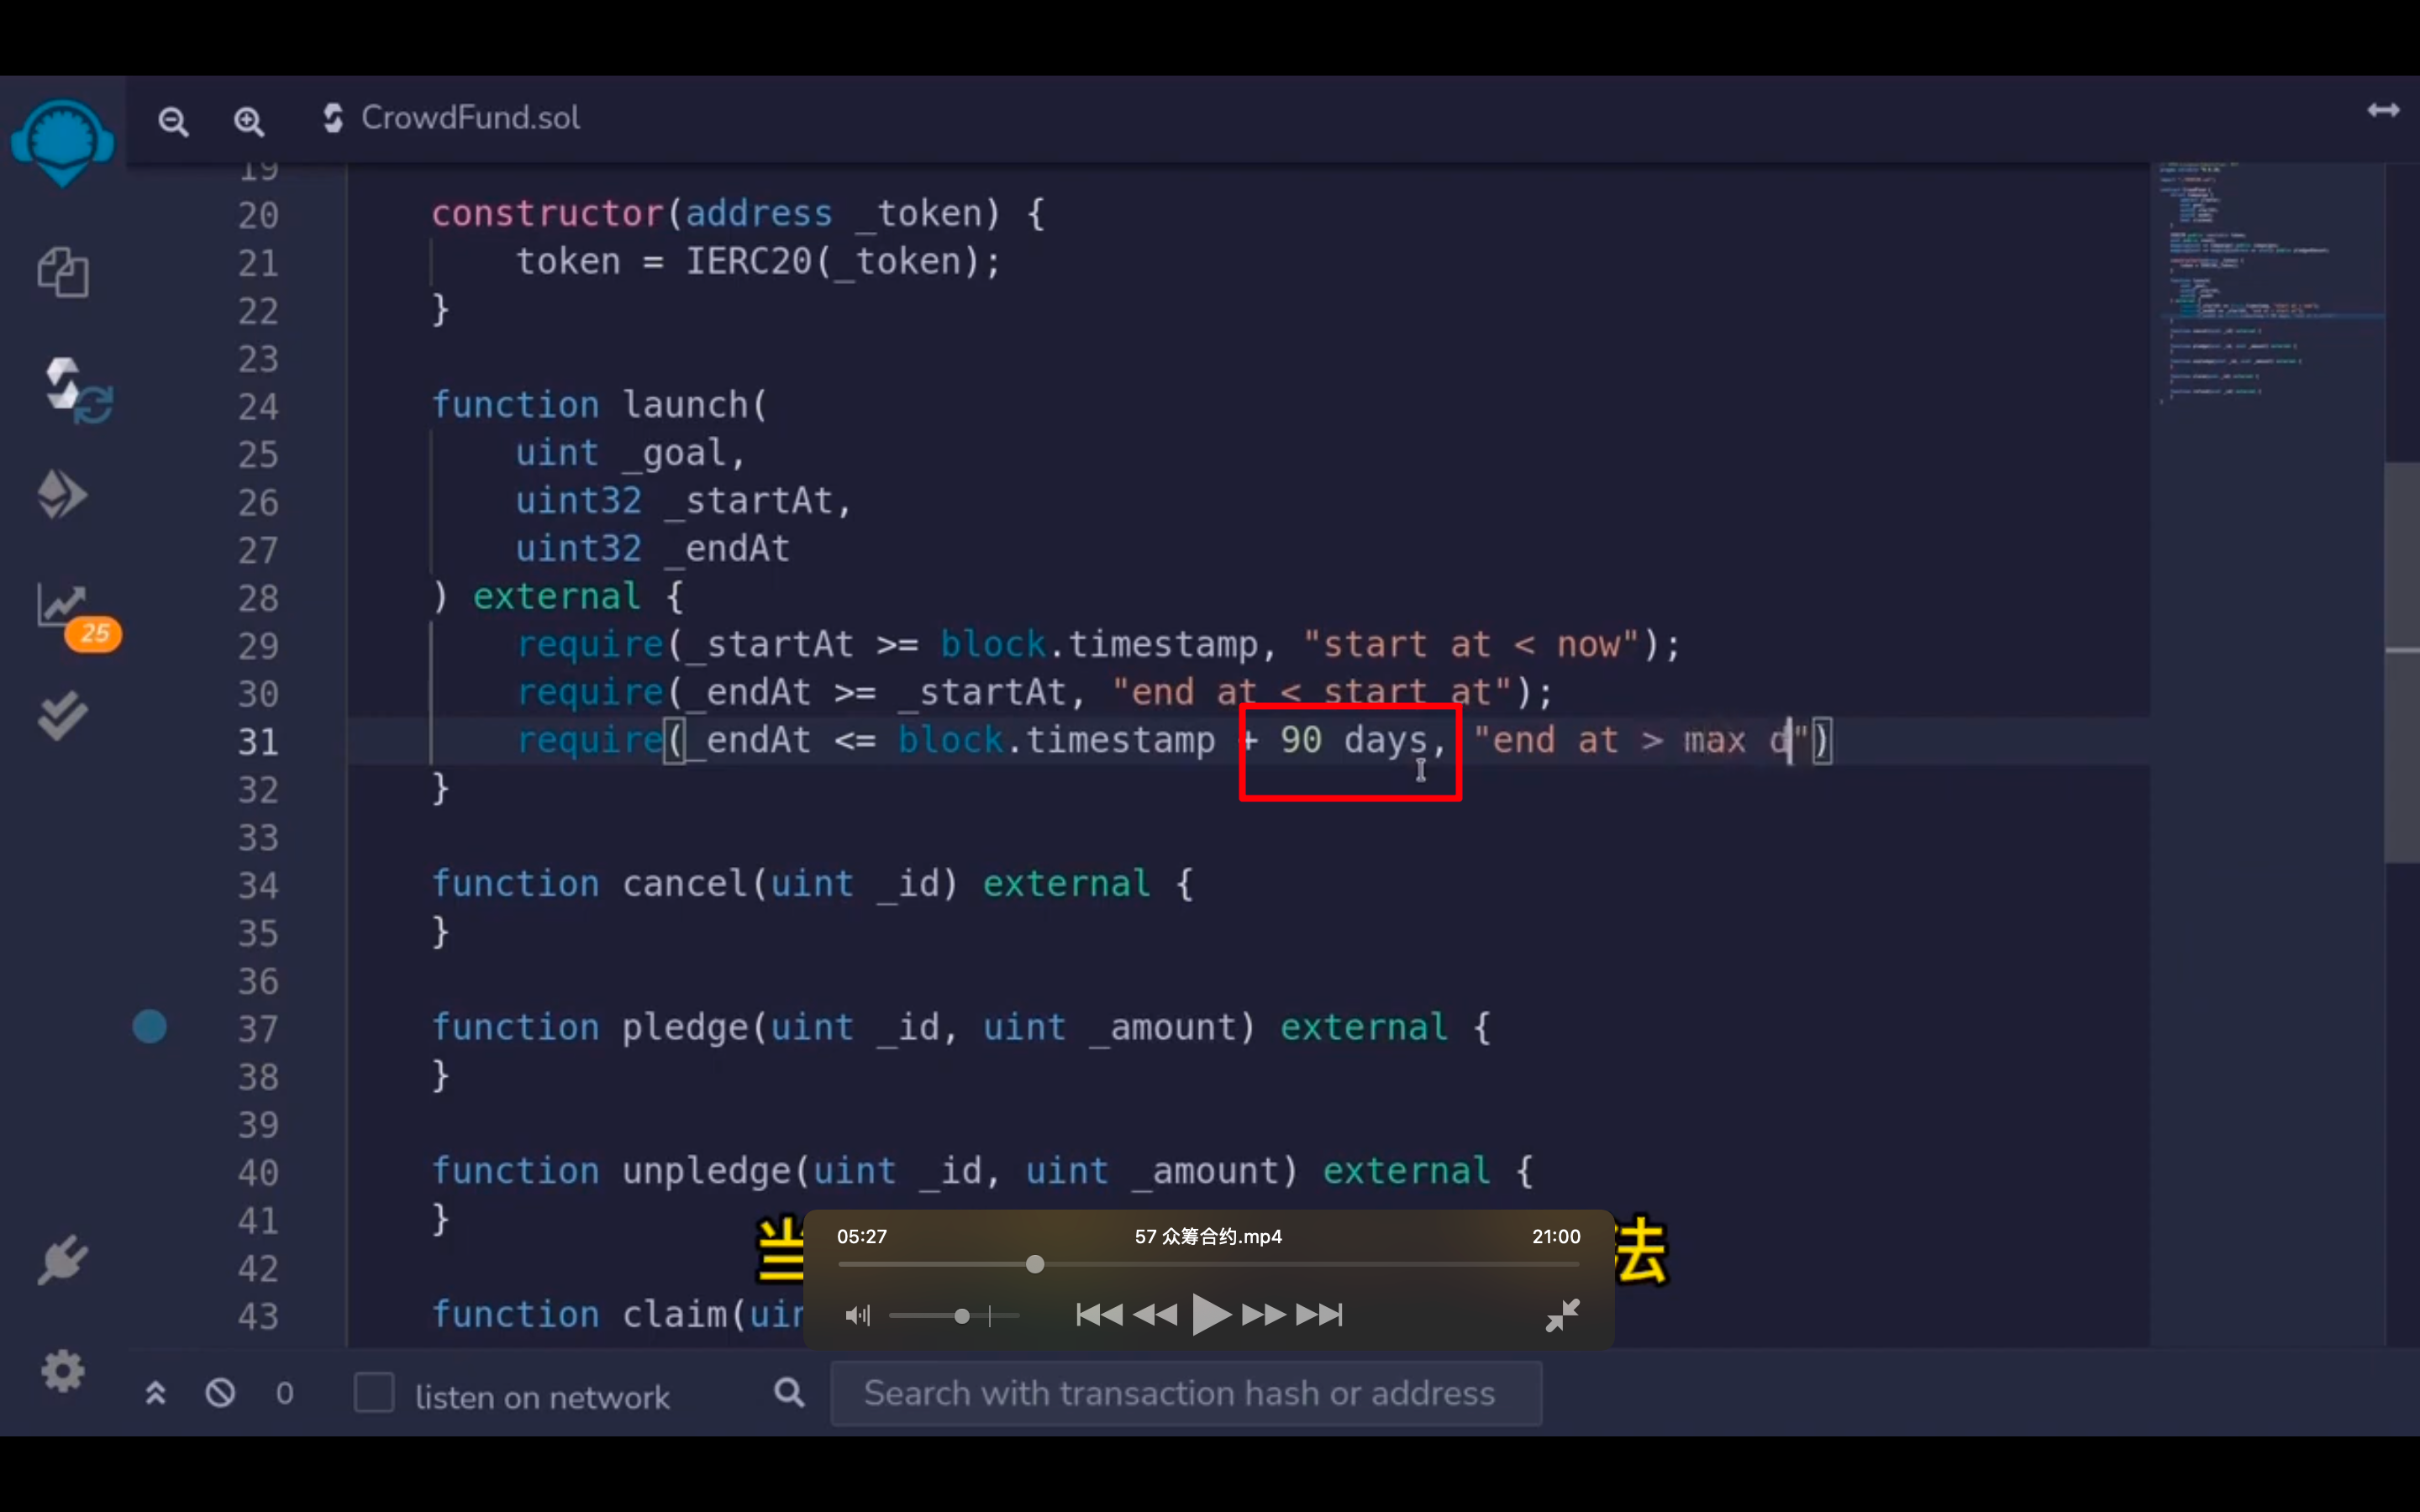 CrowdFund.sol
19
20 constructor(address _token) {
21 token = IERC20(_token);
22 }
23
24 function launch(
25 uint _goal,
26 uint32 _startAt,
27 uint32 _endAt
28 ) external {
29 require(_startAt >= block.timestamp, "start at < now");
30 require(_endAt >= _startAt, "end at < start at");
31 require(_endAt <= block.timestamp + 90 days, "end at > max d")
32 }
33
34 function cancel(uint _id) external {
35 }
36
37 function pledge(uint _id, uint _amount) external {
38 }
39
40 function unpledge(uint _id, uint _amount) external {
41 }
42
43 function claim(uin
25
当
法
05:27 57 众筹合约.mp4 21:00
0 listen on network Search with transaction hash or address